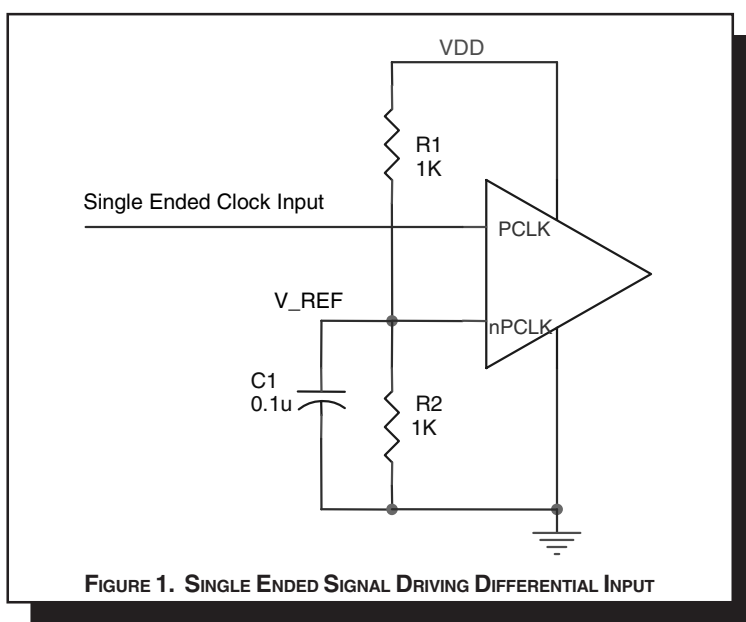 VDD
R1
1K
Single Ended Clock Input
PCLK
V_REF
nPCLK
C1
0.1u
R2
1K
FIGURE 1. SINGLE ENDED SIGNAL DRIVING DIFFERENTIAL INPUT